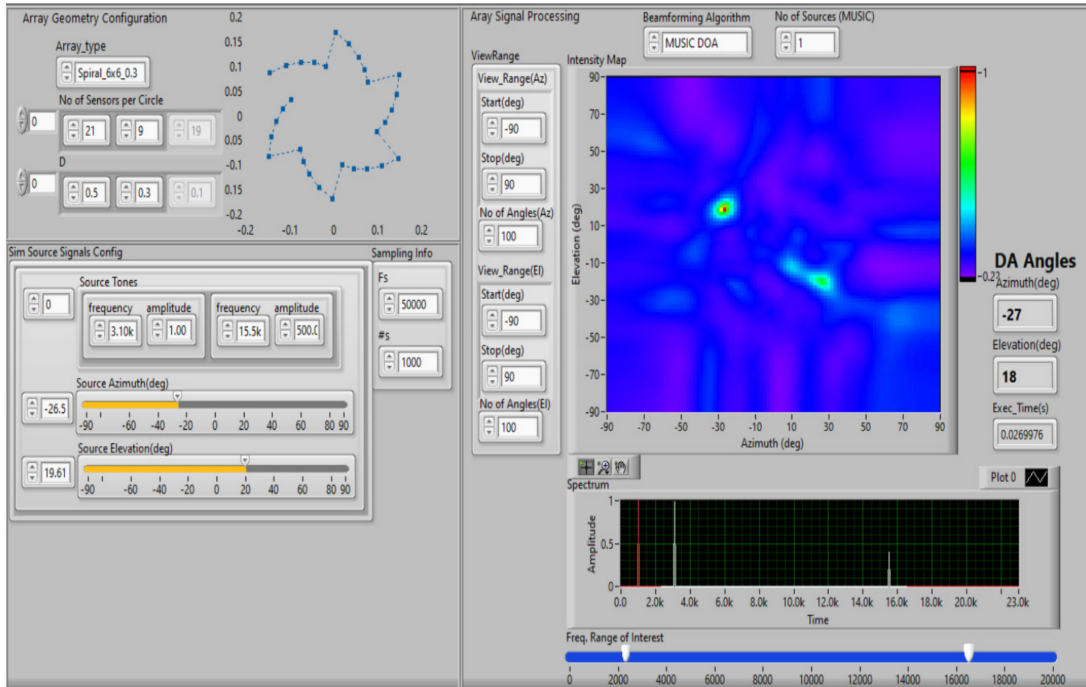 Array Geometry Configuration
Array_type
Spiral_6x6_0.3
No of Sensors per Circle
0
21
9
19
D
0
0.5
0.3
0.1
0.2
0.15
0.1
0.05
0
-0.05
-0.1
0.15
-0.2
-0.2
-0.1
0
0.1
0.2
Sim Source Signals Config
0
Source Tones
frequency
amplitude
frequency
amplitude
3.10k
1.00
15.5k
Source Azimuth(deg)
-26.5
-90 -60 -40 -20 0 20 40 60 80 90
Source Elevation(deg)
19.61
-90 -60 -40 -20 0 20 40 60 80 90
Sampling Info
Fs
50000
#s
1000
Aray Signal Processing
Beamforming Algorithm
MUSIC DOA
No of Sources (MUSIC)
1
ViewRange
View_Range(Az)
Start(deg)
-90
Stop(deg)
90
No of Angles(Az)
100
View_Range(El)
Start(deg)
-90
Stop(deg)
90
No of Angles(El)
100
Intensity Map
90
70
50
30
10
-10
-30
-50
-70
-90
Elevation (deg)
-90 -70 -50 -30 -10 10 30 50 70 90
Azimuth (deg)
1
DA Angles
Azimuth(deg)
-27
Elevation(deg)
18
Exec_Time(s)
0.0269976
Plot 0
Spectrum
Amplitude
1
0.5
0
0.0 2.0k 4.0k 6.0k 8.0k 10.0k 12.0k 14.0k 16.0k 18.0k 20.0k 23.0k
Time
Freq. Range of Interest
0 2000 4000 6000 8000 10000 12000 14000 16000 18000 20000